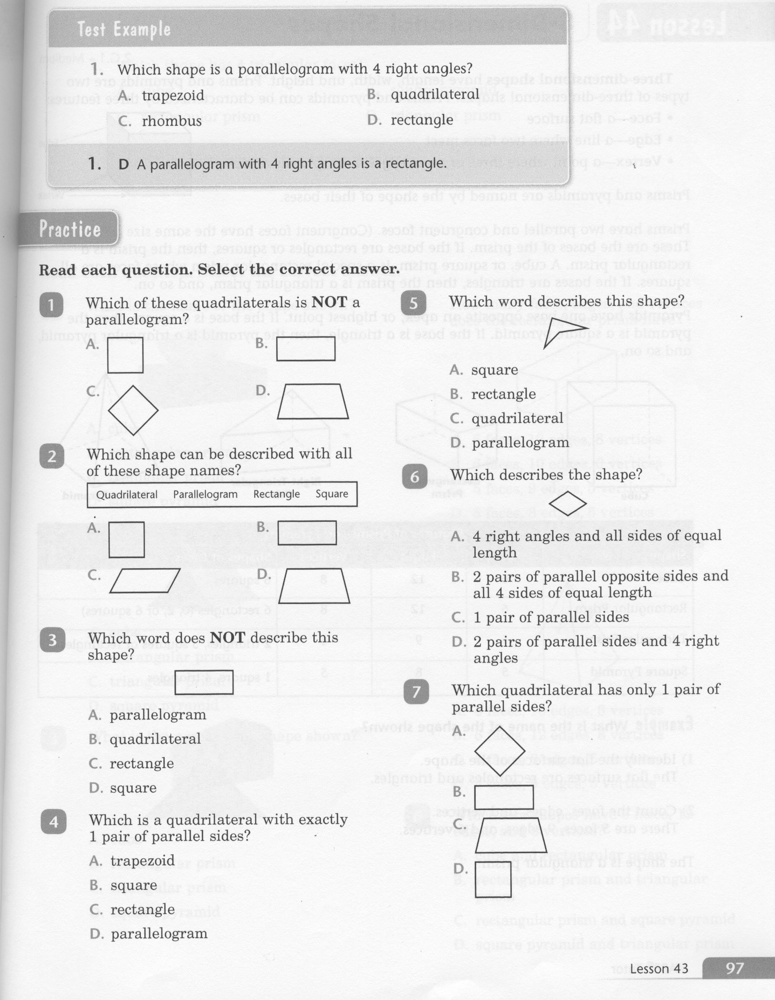 Test Example
1. Which shape is a parallelogram with 4 right angles?
A. trapezoid B. quadrilateral
C. rhombus D. rectangle
1. D A parallelogram with 4 right angles is a rectangle.
Practice
Read each question. Select the correct answer.
1 Which of these quadrilaterals is NOT a
parallelogram?
A. B.
C. D.
2 Which shape can be described with all
of these shape names?
Quadrilateral Parallelogram Rectangle Square
A. B.
C. D.
3 Which word does NOT describe this
shape?
A. parallelogram
B. quadrilateral
C. rectangle
D. square
4 Which is a quadrilateral with exactly
1 pair of parallel sides?
A. trapezoid
B. square
C. rectangle
D. parallelogram
5 Which word describes this shape?
A. square
B. rectangle
C. quadrilateral
D. parallelogram
6 Which describes the shape?
A. 4 right angles and all sides of equal
length
B. 2 pairs of parallel opposite sides and
all 4 sides of equal length
C. 1 pair of parallel sides
D. 2 pairs of parallel sides and 4 right
angles
7 Which quadrilateral has only 1 pair of
parallel sides?
A.
B.
C.
D.
Lesson 43 97